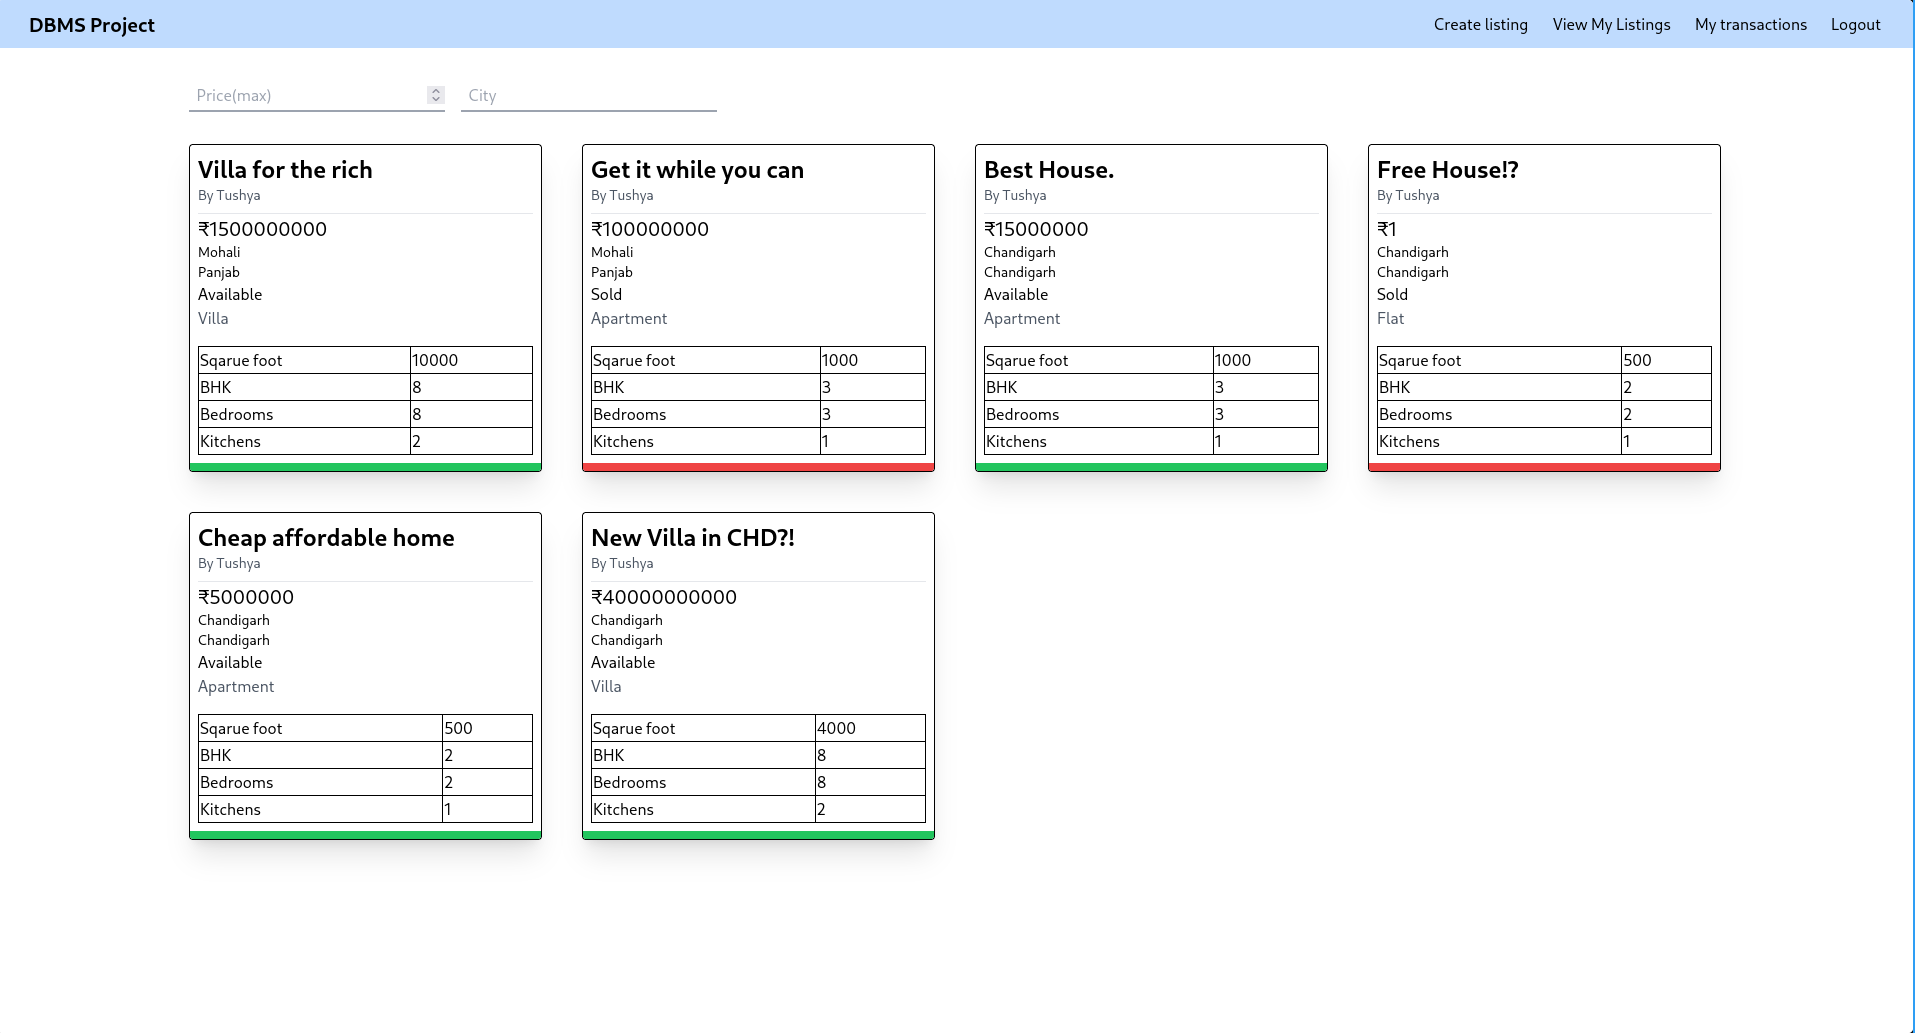 DBMS Project
Create listing View My Listings My transactions Logout
Price(max) City
Villa for the rich
By Tushya
₹1500000000
Mohali
Panjab
Available
Villa
Sqarue foot 10000
BHK 8
Bedrooms 8
Kitchens 2
Get it while you can
By Tushya
₹100000000
Mohali
Panjab
Sold
Apartment
Sqarue foot 1000
BHK 3
Bedrooms 3
Kitchens 1
Best House.
By Tushya
₹15000000
Chandigarh
Chandigarh
Available
Apartment
Sqarue foot 1000
BHK 3
Bedrooms 3
Kitchens 1
Free House!?
By Tushya
₹1
Chandigarh
Chandigarh
Sold
Flat
Sqarue foot 500
BHK 2
Bedrooms 2
Kitchens 1
Cheap affordable home
By Tushya
₹5000000
Chandigarh
Chandigarh
Available
Apartment
Sqarue foot 500
BHK 2
Bedrooms 2
Kitchens 1
New Villa in CHD?!
By Tushya
₹40000000000
Chandigarh
Chandigarh
Available
Villa
Sqarue foot 4000
BHK 8
Bedrooms 8
Kitchens 2